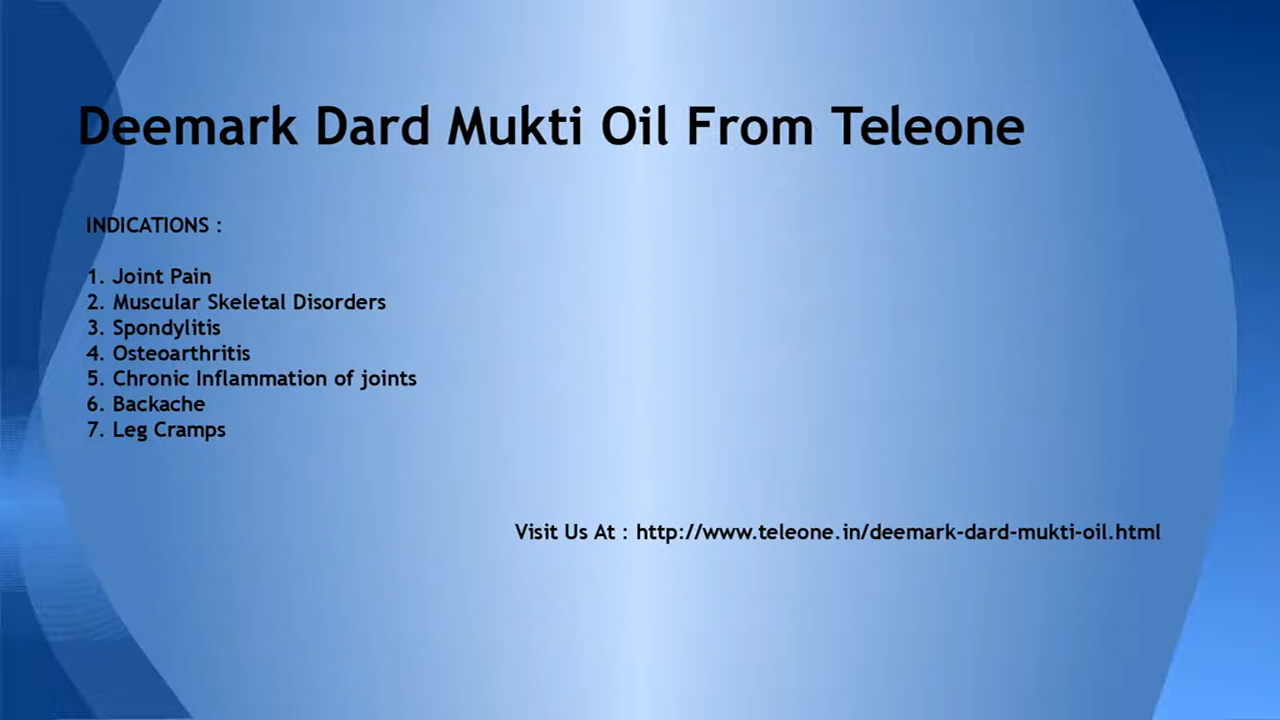 Deemark Dard Mukti Oil From Teleone
INDICATIONS :
1. Joint Pain
2. Muscular Skeletal Disorders
3. Spondylitis
4. Osteoarthritis
5. Chronic Inflammation of joints
6. Backache
7. Leg Cramps
Visit Us At : http://www.teleone.in/deemark-dard-mukti-oil.html